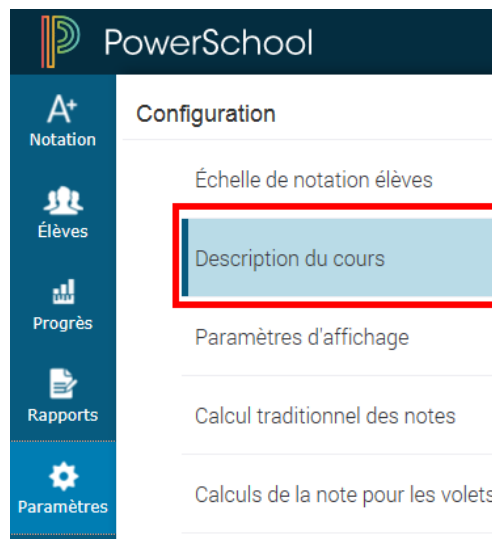 PowerSchool
A+
Notation
Élèves
Progrès
Rapports
Paramètres
Configuration
Échelle de notation élèves
Description du cours
Paramètres d'affichage
Calcul traditionnel des notes
Calculs de la note pour les volets